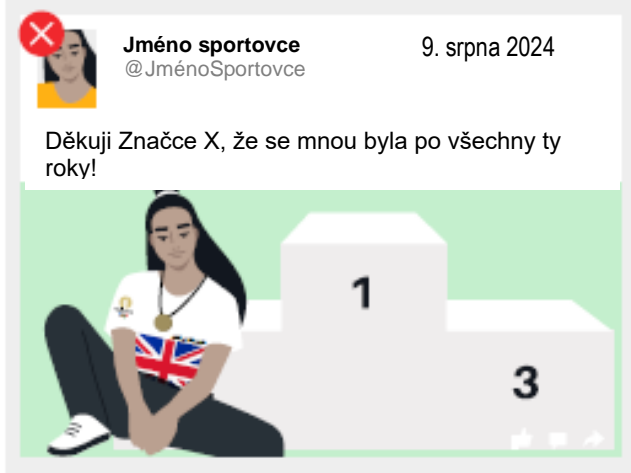 Jméno sportovce
9. srpna 2024
@JménoSportovce
Děkuji Značce X, že se mnou byla po všechny ty
roky!
1
3